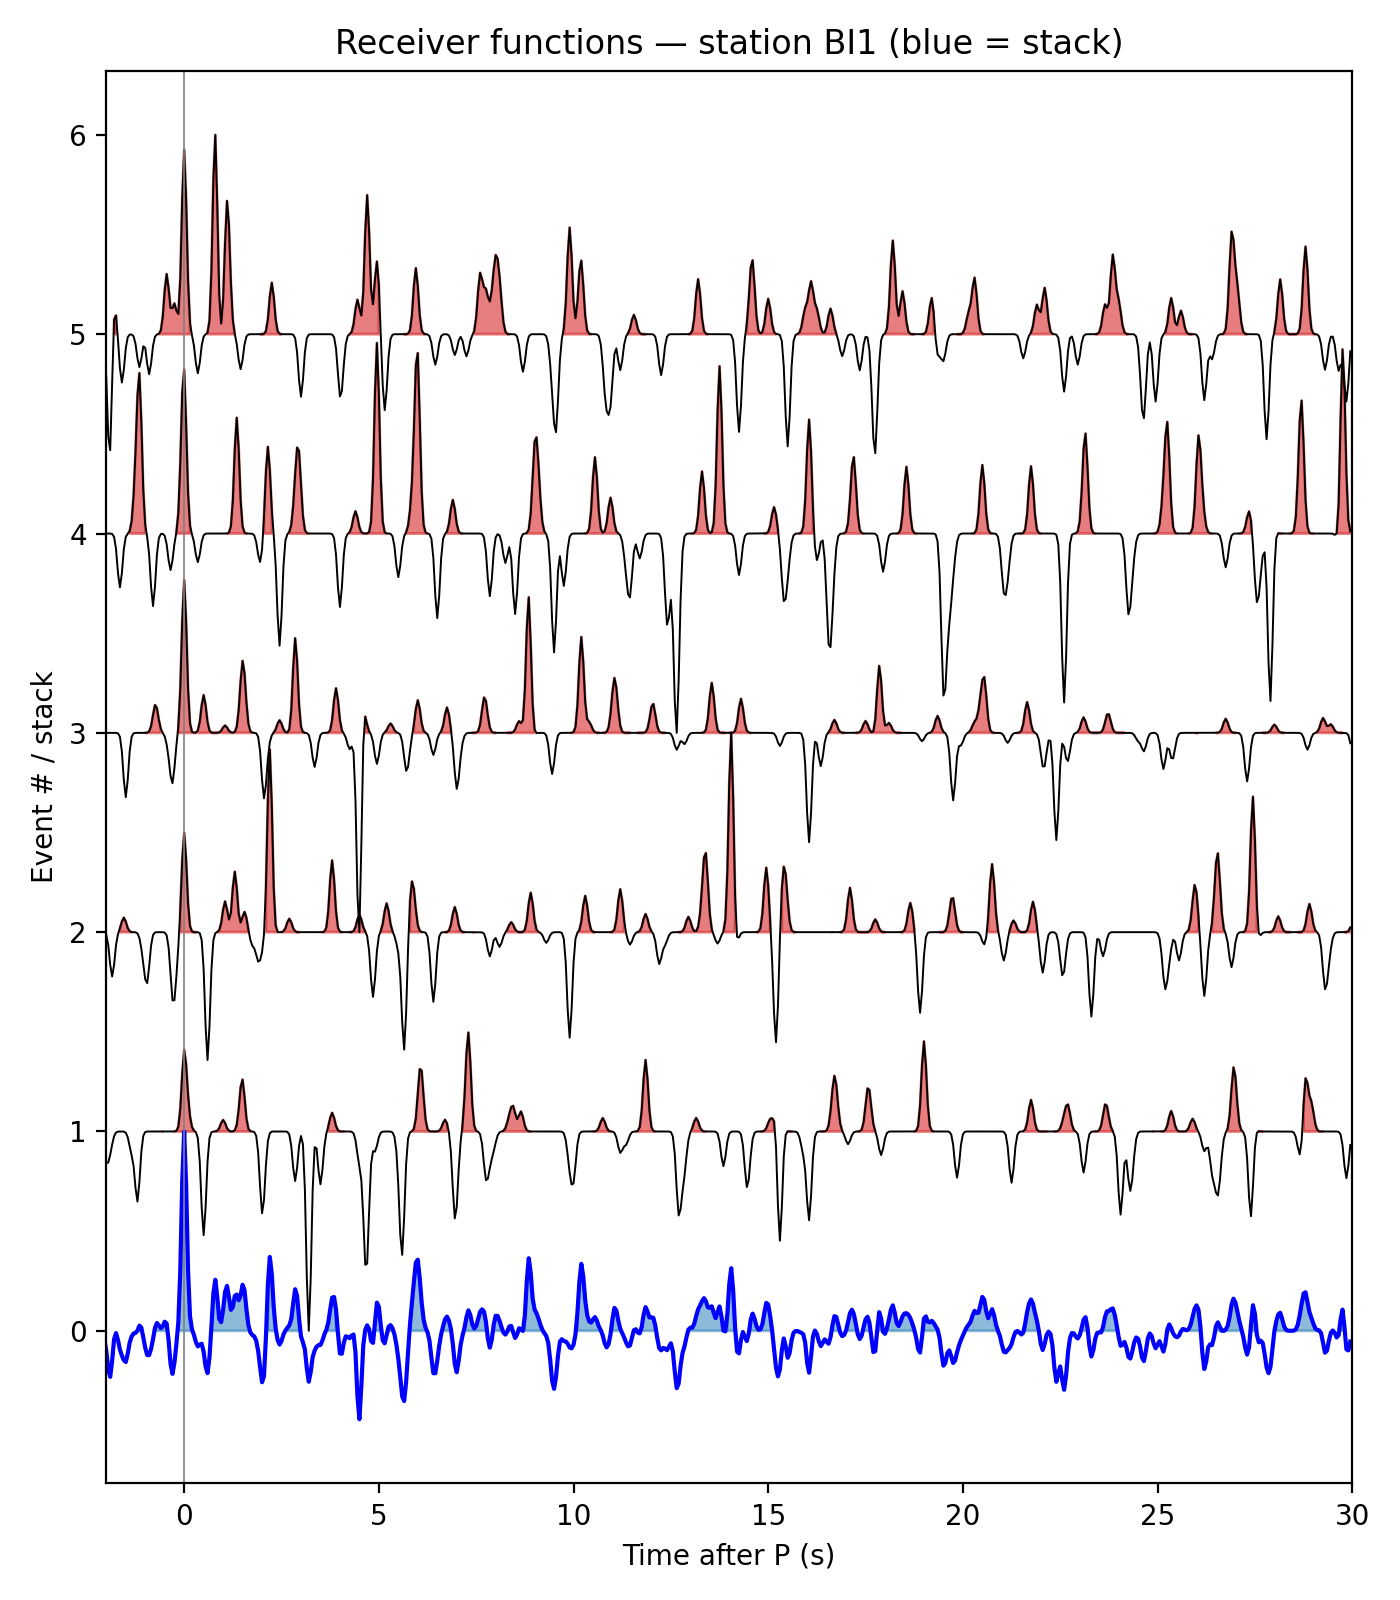 Receiver functions — station BI1 (blue = stack)
Event # / stack
6
5
4
3
2
1
0
0 5 10 15 20 25 30
Time after P (s)